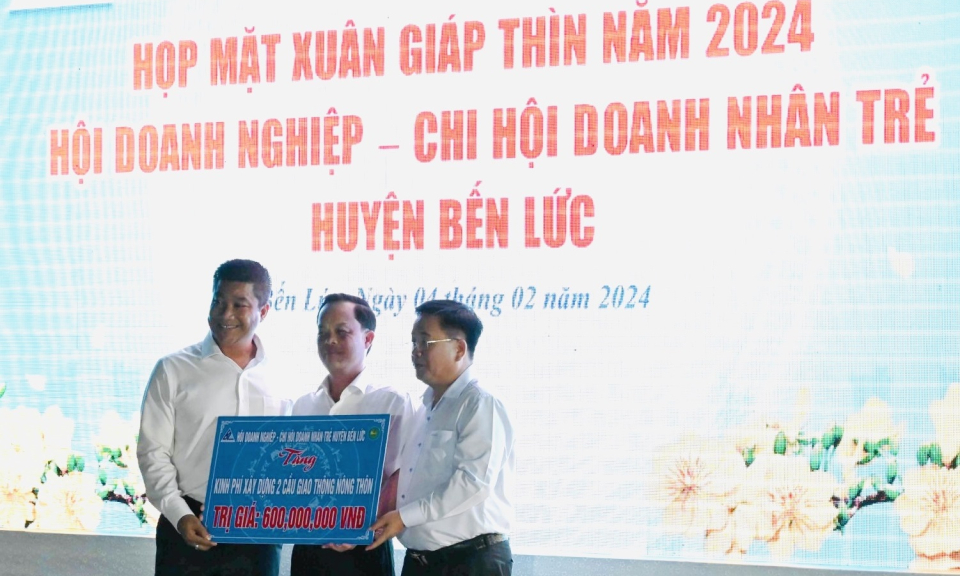 HỌP MẶT XUÂN GIÁP THÌN NĂM 2024
HỘI DOANH NGHIỆP – CHI HỘI DOANH NHÂN TRẺ
HUYỆN BẾN LỨC
Bến Lức, Ngày 04 tháng 02 năm 2024
HỘI DOANH NGHIỆP - CHI HỘI DOANH NHÂN TRẺ HUYỆN BẾN LỨC
Tặng
KINH PHÍ XÂY DỰNG 2 CẦU GIAO THÔNG NÔNG THÔN
TRỊ GIÁ: 600,000,000 VNĐ